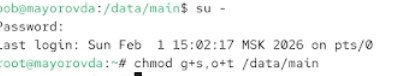 bob@mayorovda:/data/main$ su -
Password:
Last login: Sun Feb  1 15:02:17 MSK 2026 on pts/0
root@mayorovda:~# chmod g+s,o+t /data/main